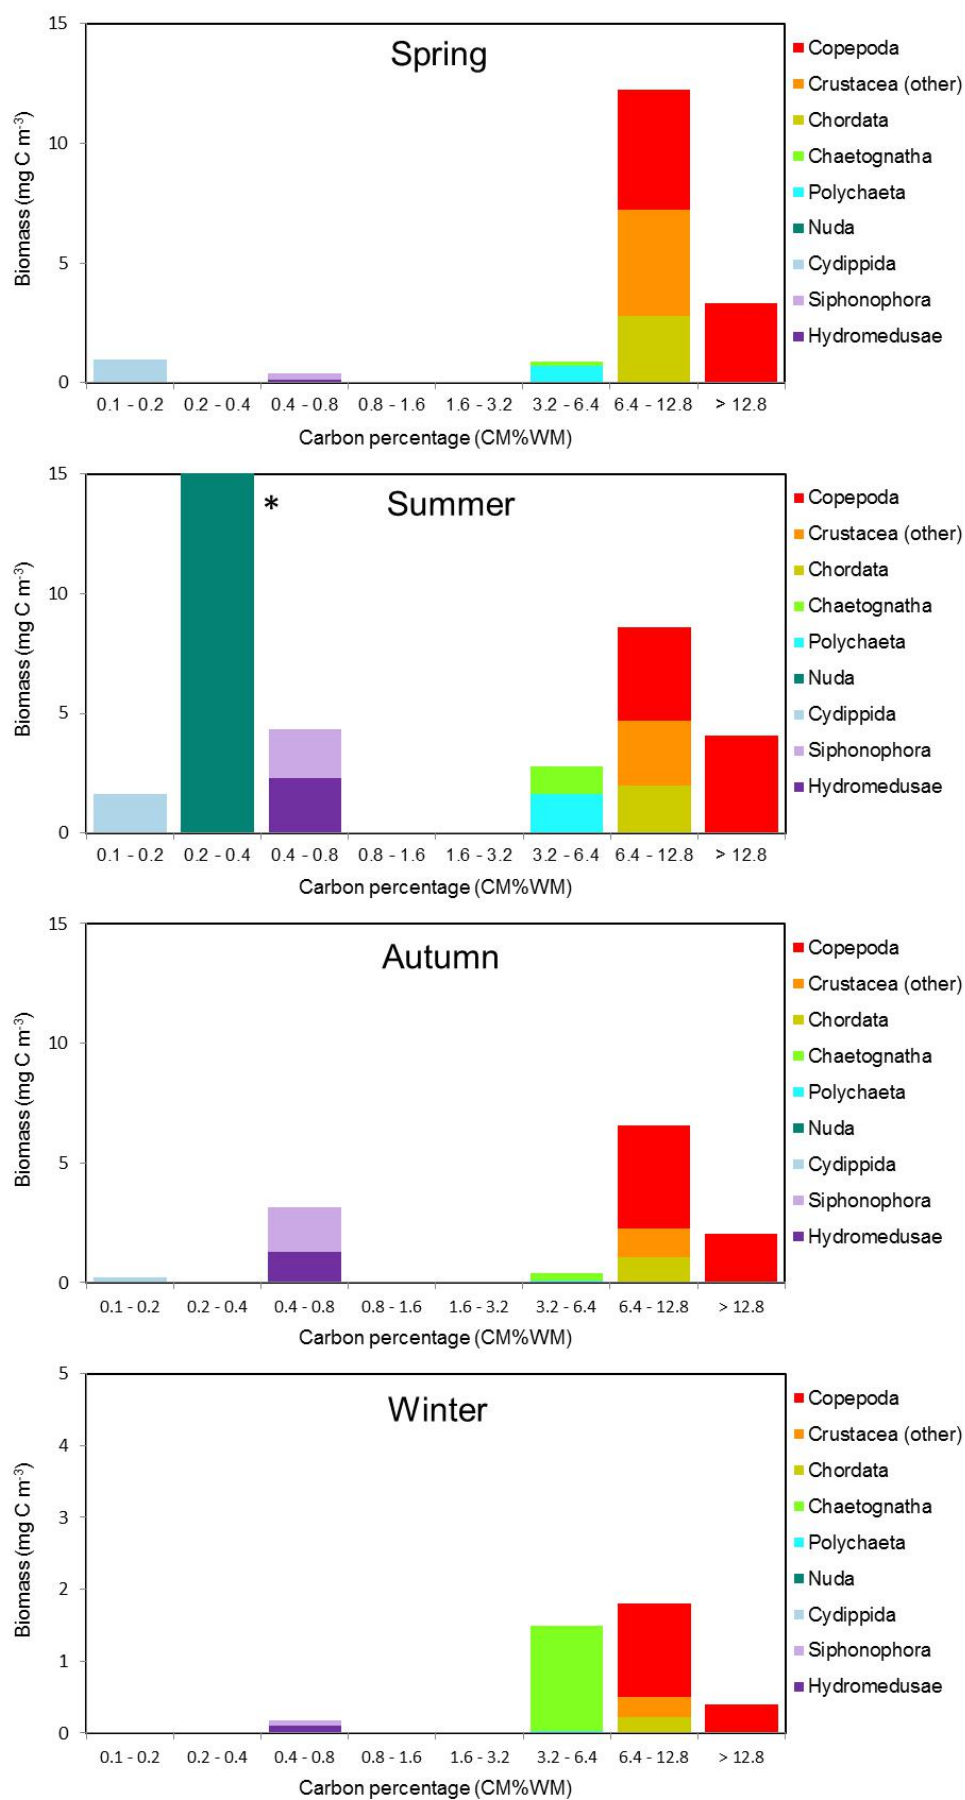 Spring
Biomass (mg C m-3)
15
10
5
0
0.1 - 0.2 0.2 - 0.4 0.4 - 0.8 0.8 - 1.6 1.6 - 3.2 3.2 - 6.4 6.4 - 12.8 > 12.8
Carbon percentage (CM%WM)
Copepoda
Crustacea (other)
Chordata
Chaetognatha
Polychaeta
Nuda
Cydippida
Siphonophora
Hydromedusae
Summer
*
Biomass (mg C m-3)
15
10
5
0
0.1 - 0.2 0.2 - 0.4 0.4 - 0.8 0.8 - 1.6 1.6 - 3.2 3.2 - 6.4 6.4 - 12.8 > 12.8
Carbon percentage (CM%WM)
Copepoda
Crustacea (other)
Chordata
Chaetognatha
Polychaeta
Nuda
Cydippida
Siphonophora
Hydromedusae
Autumn
Biomass (mg C m-3)
15
10
5
0
0.1 - 0.2 0.2 - 0.4 0.4 - 0.8 0.8 - 1.6 1.6 - 3.2 3.2 - 6.4 6.4 - 12.8 > 12.8
Carbon percentage (CM%WM)
Copepoda
Crustacea (other)
Chordata
Chaetognatha
Polychaeta
Nuda
Cydippida
Siphonophora
Hydromedusae
Winter
Biomass (mg C m-3)
5
4
3
2
1
0
0.1 - 0.2 0.2 - 0.4 0.4 - 0.8 0.8 - 1.6 1.6 - 3.2 3.2 - 6.4 6.4 - 12.8 > 12.8
Carbon percentage (CM%WM)
Copepoda
Crustacea (other)
Chordata
Chaetognatha
Polychaeta
Nuda
Cydippida
Siphonophora
Hydromedusae